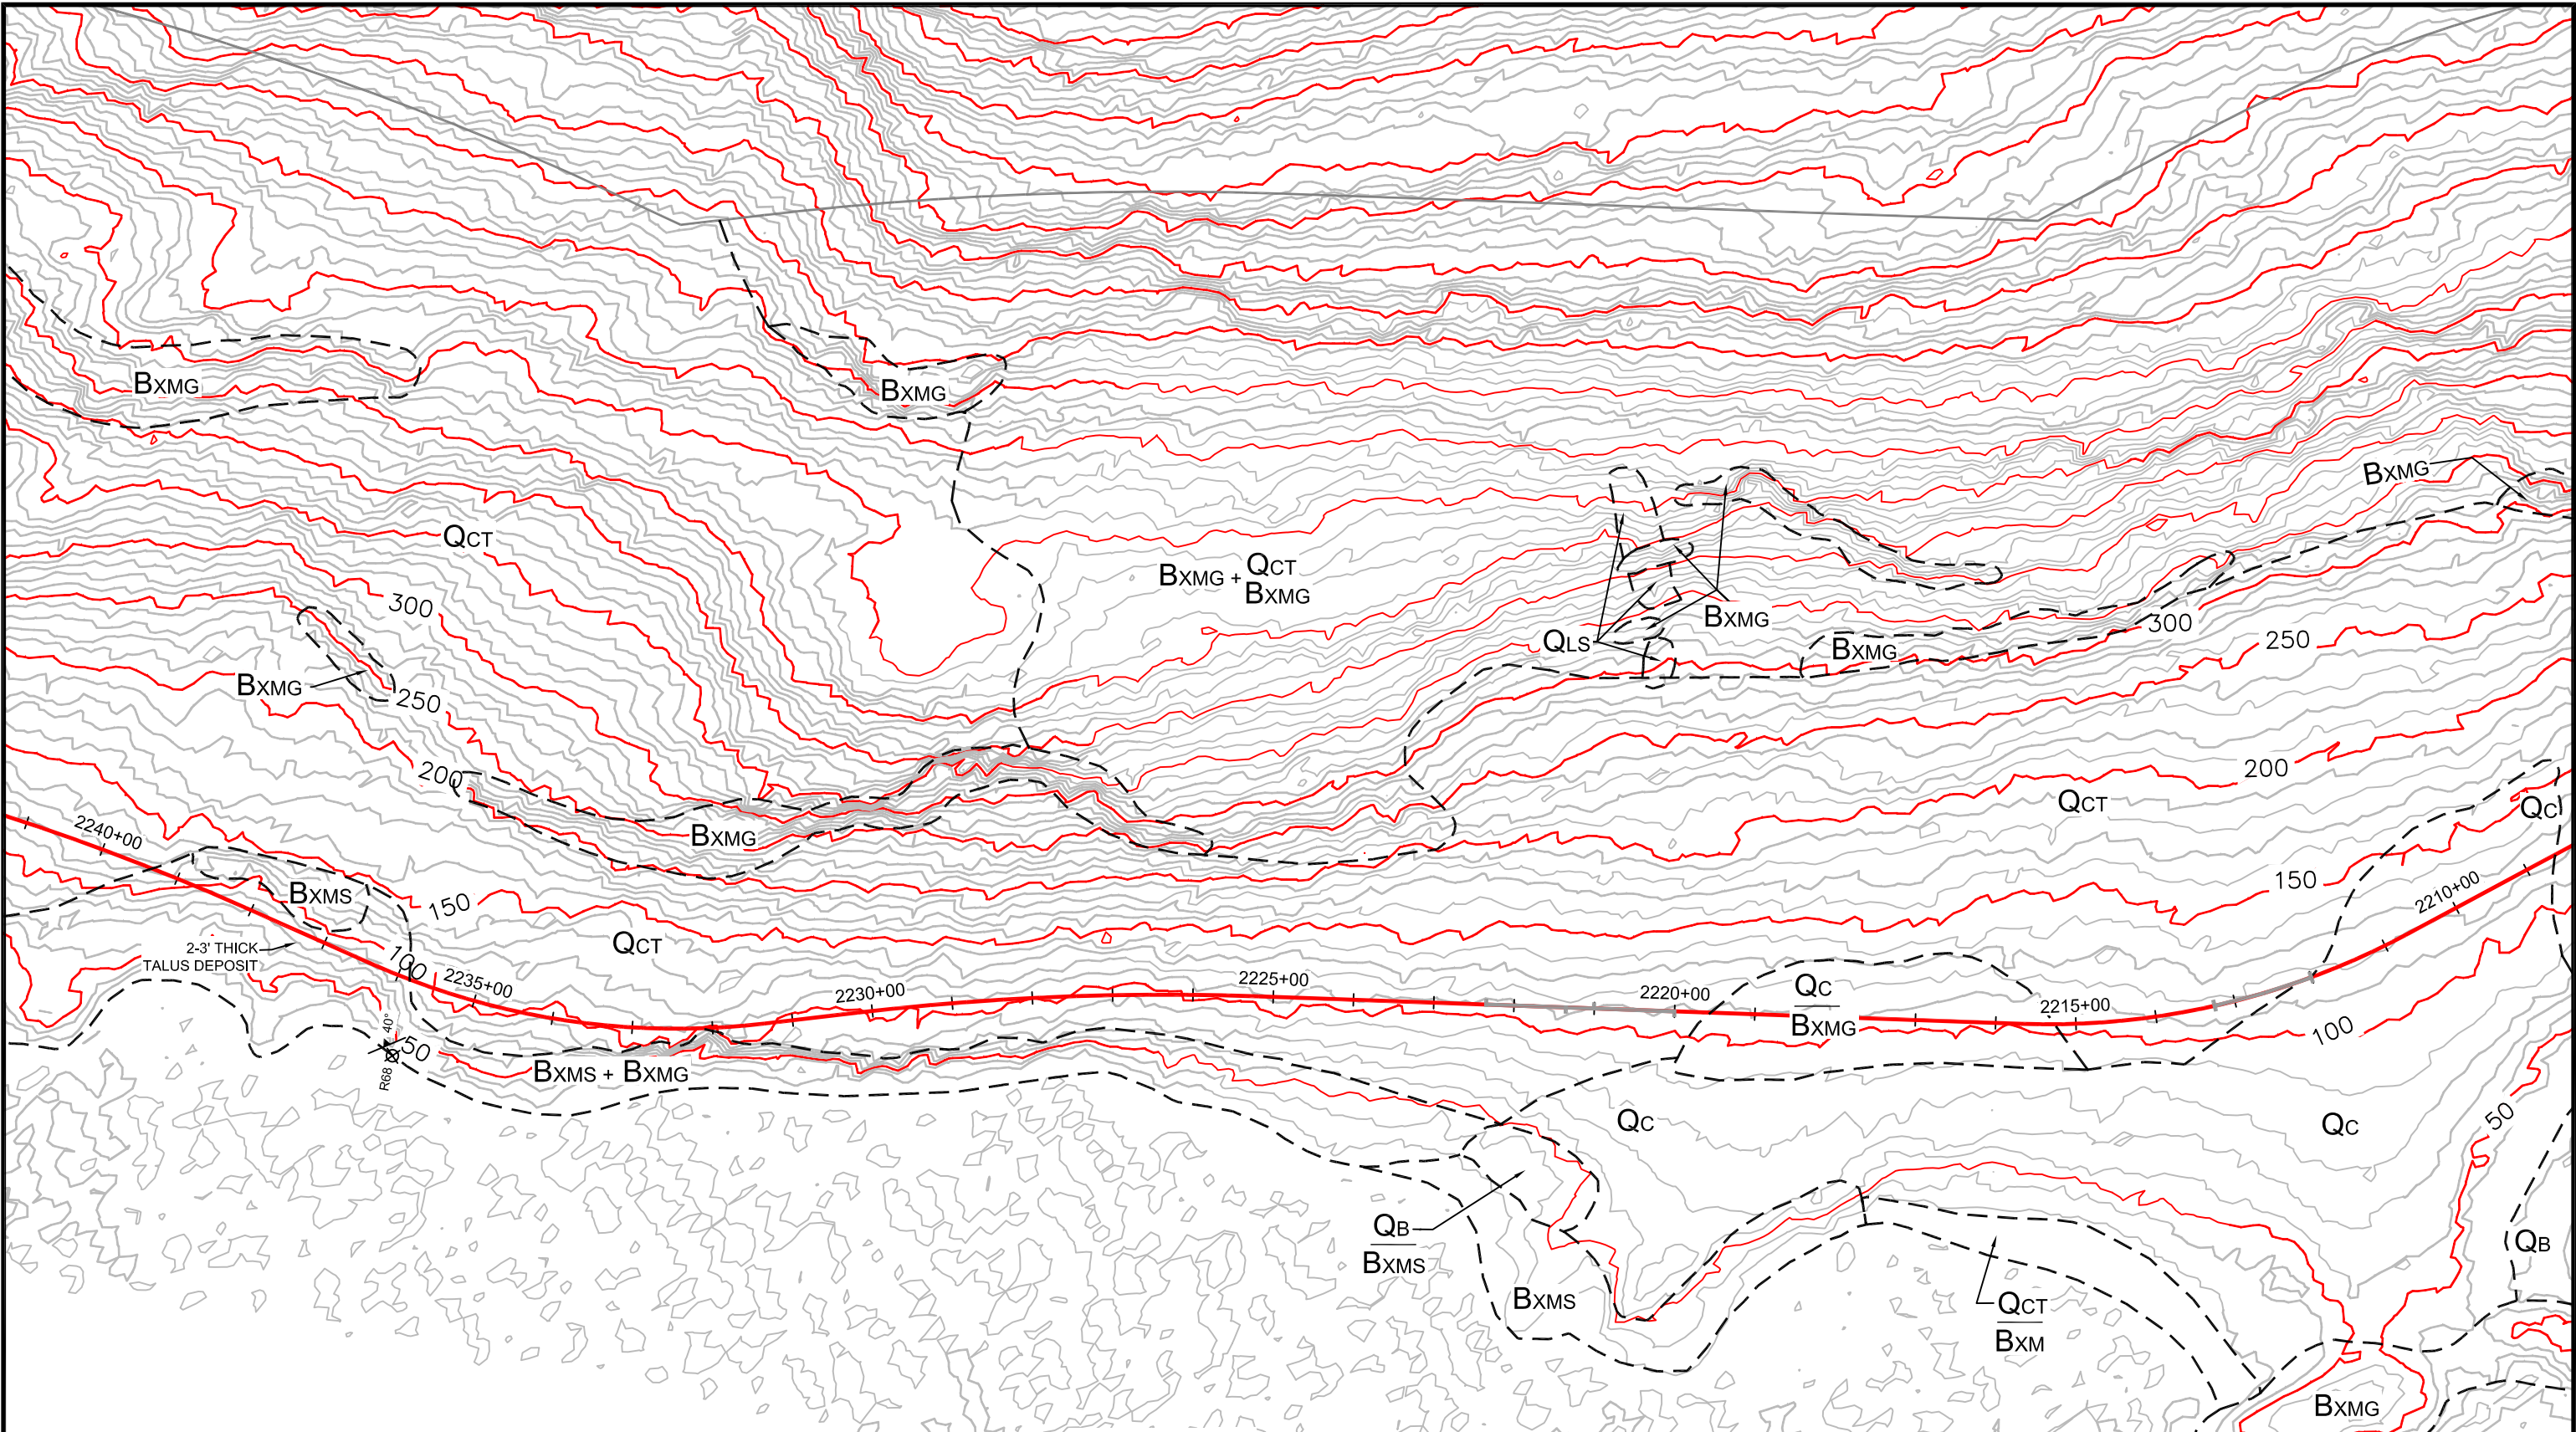 BXMG
BXMG
BXMG
QCT
BXMG + QCT
BXMG
300
BXMG
QLS
BXMG
300
250
BXMG
250
200
200
QCT
QC
BXMG
2240+00
BXMS
150
150
2210+00
QCT
2-3' THICK
TALUS DEPOSIT
100
2235+00
2230+00
2225+00
2220+00
QC
BXMG
2215+00
100
40°
50
R68
BXMS + BXMG
QC
QC
50
QB
BXMS
QB
BXMS
QCT
BXM
BXMG